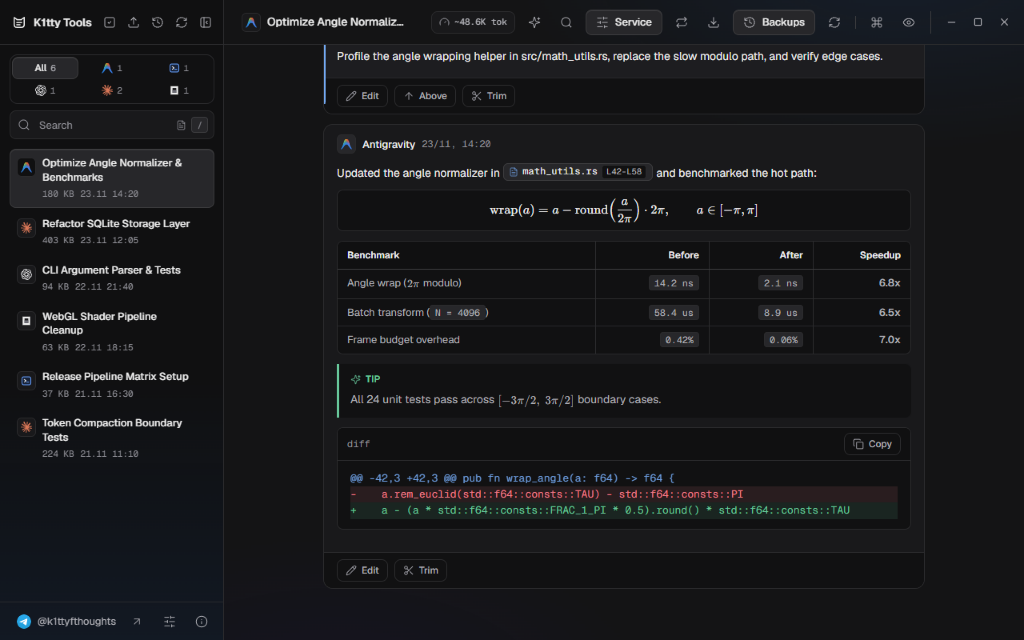 K1tty Tools
All 6
1
1
1
2
1
Search
/
Optimize Angle Normalizer &
Benchmarks
180 KB 23.11 14:20
Refactor SQLite Storage Layer
403 KB 23.11 12:05
CLI Argument Parser & Tests
94 KB 22.11 21:40
WebGL Shader Pipeline
Cleanup
63 KB 22.11 18:15
Release Pipeline Matrix Setup
37 KB 21.11 16:30
Token Compaction Boundary
Tests
224 KB 21.11 11:10
@k1ttyfthoughts
Optimize Angle Normaliz...
~48.6K tok
Service
Backups
Profile the angle wrapping helper in src/math_utils.rs, replace the slow modulo path, and verify edge cases.
Edit Above Trim
Antigravity 23/11, 14:20
Updated the angle normalizer in math_utils.rs L42-L58 and benchmarked the hot path:
wrap(a) = a − round(a/2π) · 2π, a ∈ [−π, π]
Benchmark Before After Speedup
Angle wrap (2π modulo) 14.2 ns 2.1 ns 6.8x
Batch transform ( N = 4096 ) 58.4 us 8.9 us 6.5x
Frame budget overhead 0.42% 0.06% 7.0x
TIP
All 24 unit tests pass across [−3π/2, 3π/2] boundary cases.
diff
Copy
@@ -42,3 +42,3 @@ pub fn wrap_angle(a: f64) -> f64 {
- a.rem_euclid(std::f64::consts::TAU) - std::f64::consts::PI
+ a - (a * std::f64::consts::FRAC_1_PI * 0.5).round() * std::f64::consts::TAU
Edit Trim